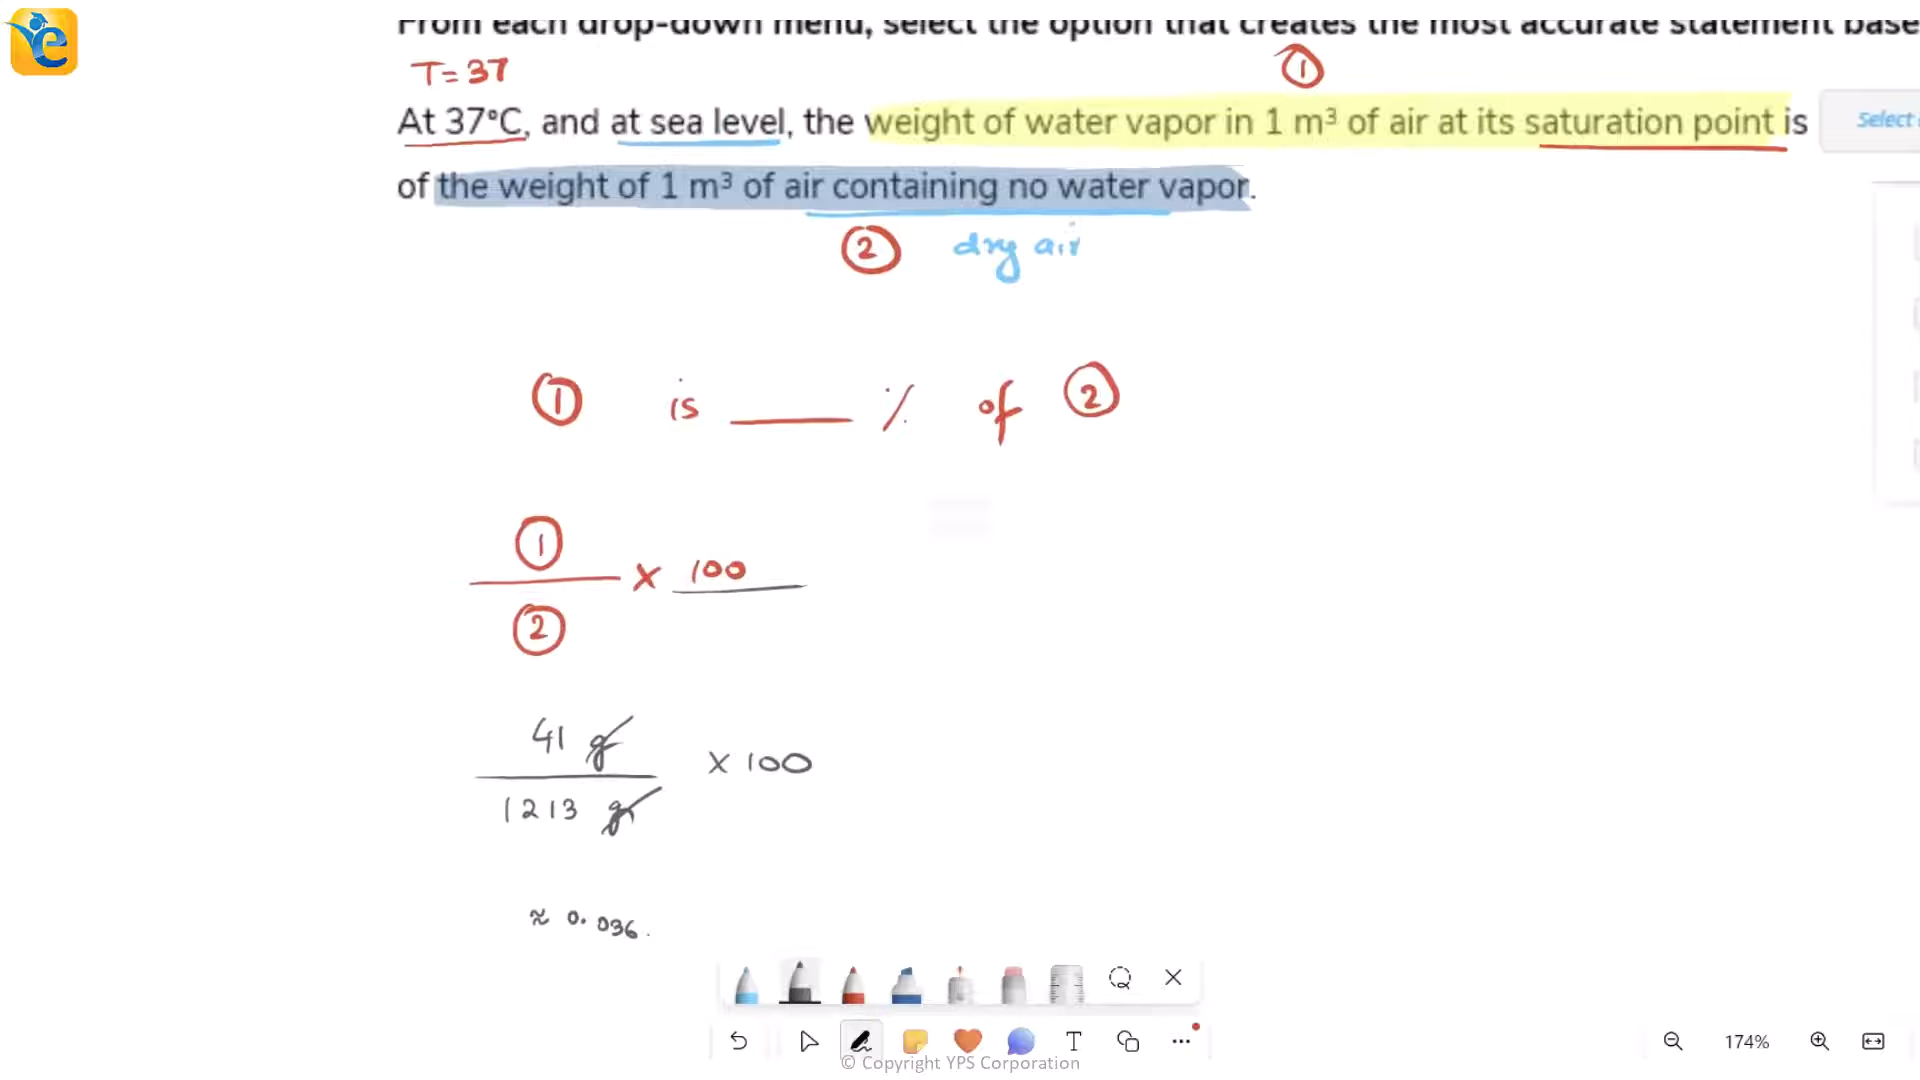 From each drop-down menu, select the option that creates the most accurate statement base
T = 37
1
At 37°C, and at sea level, the weight of water vapor in 1 m³ of air at its saturation point is
Select
of the weight of 1 m³ of air containing no water vapor.
2 dry air
1 is ____ % of 2
1
× 100
2
41 g
× 100
1213 g
≈ 0.036.
T
174%
© Copyright YPS Corporation